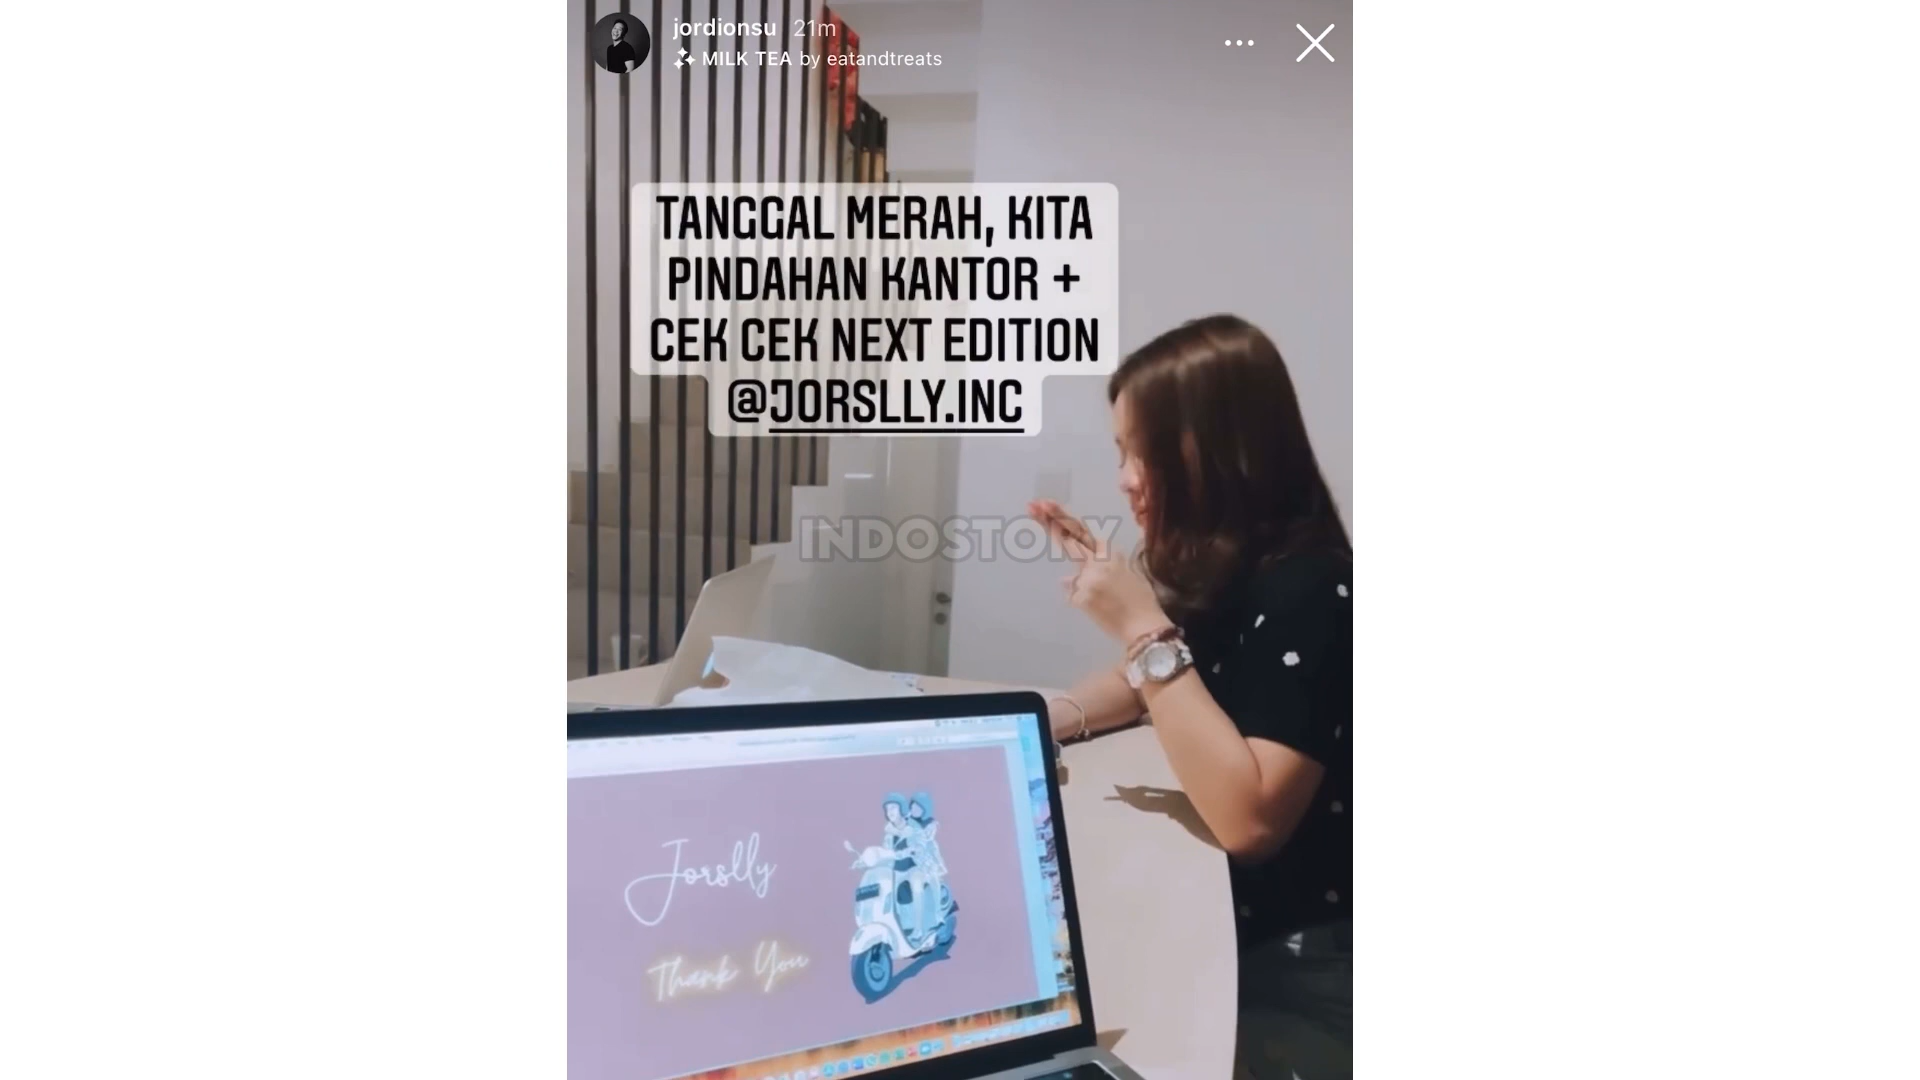 jordionsu 21m
MILK TEA by eatandtreats
TANGGAL MERAH, KITA
PINDAHAN KANTOR +
CEK CEK NEXT EDITION
@JORSLLY.INC
INDOSTORY
Jorslly
Thank You